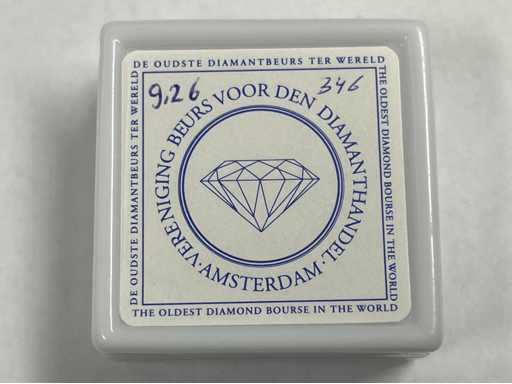 DE OUDSTE DIAMANTBEURS TER WERELD
9,26
346
VERENIGING BEURS VOOR DEN DIAMANTHANDEL
· AMSTERDAM ·
DE OUDSTE DIAMANTBEURS TER WERELD
THE OLDEST DIAMOND BOURSE IN THE WORLD
THE OLDEST DIAMOND BOURSE IN THE WORLD